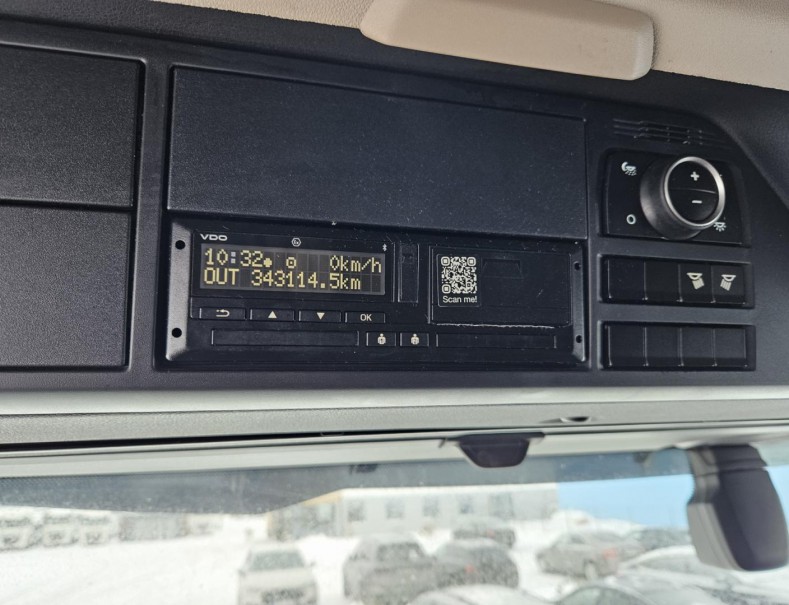 VDO
10:32 0km/h
OUT 343114.5km
Scan me!
OK